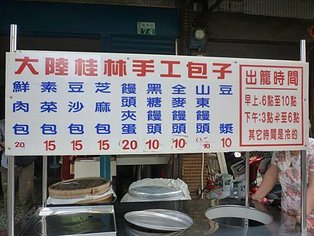 大陸桂林手工包子
鮮肉包 20
素菜包 15
豆沙包 15
芝麻包 15
饅頭夾蛋 20
黑糖饅頭 10
全麥饅頭 10
山東饅頭
豆漿 10
出籠時間
早上:6點至10點
下午:3點半至6點
其它時間是冷的